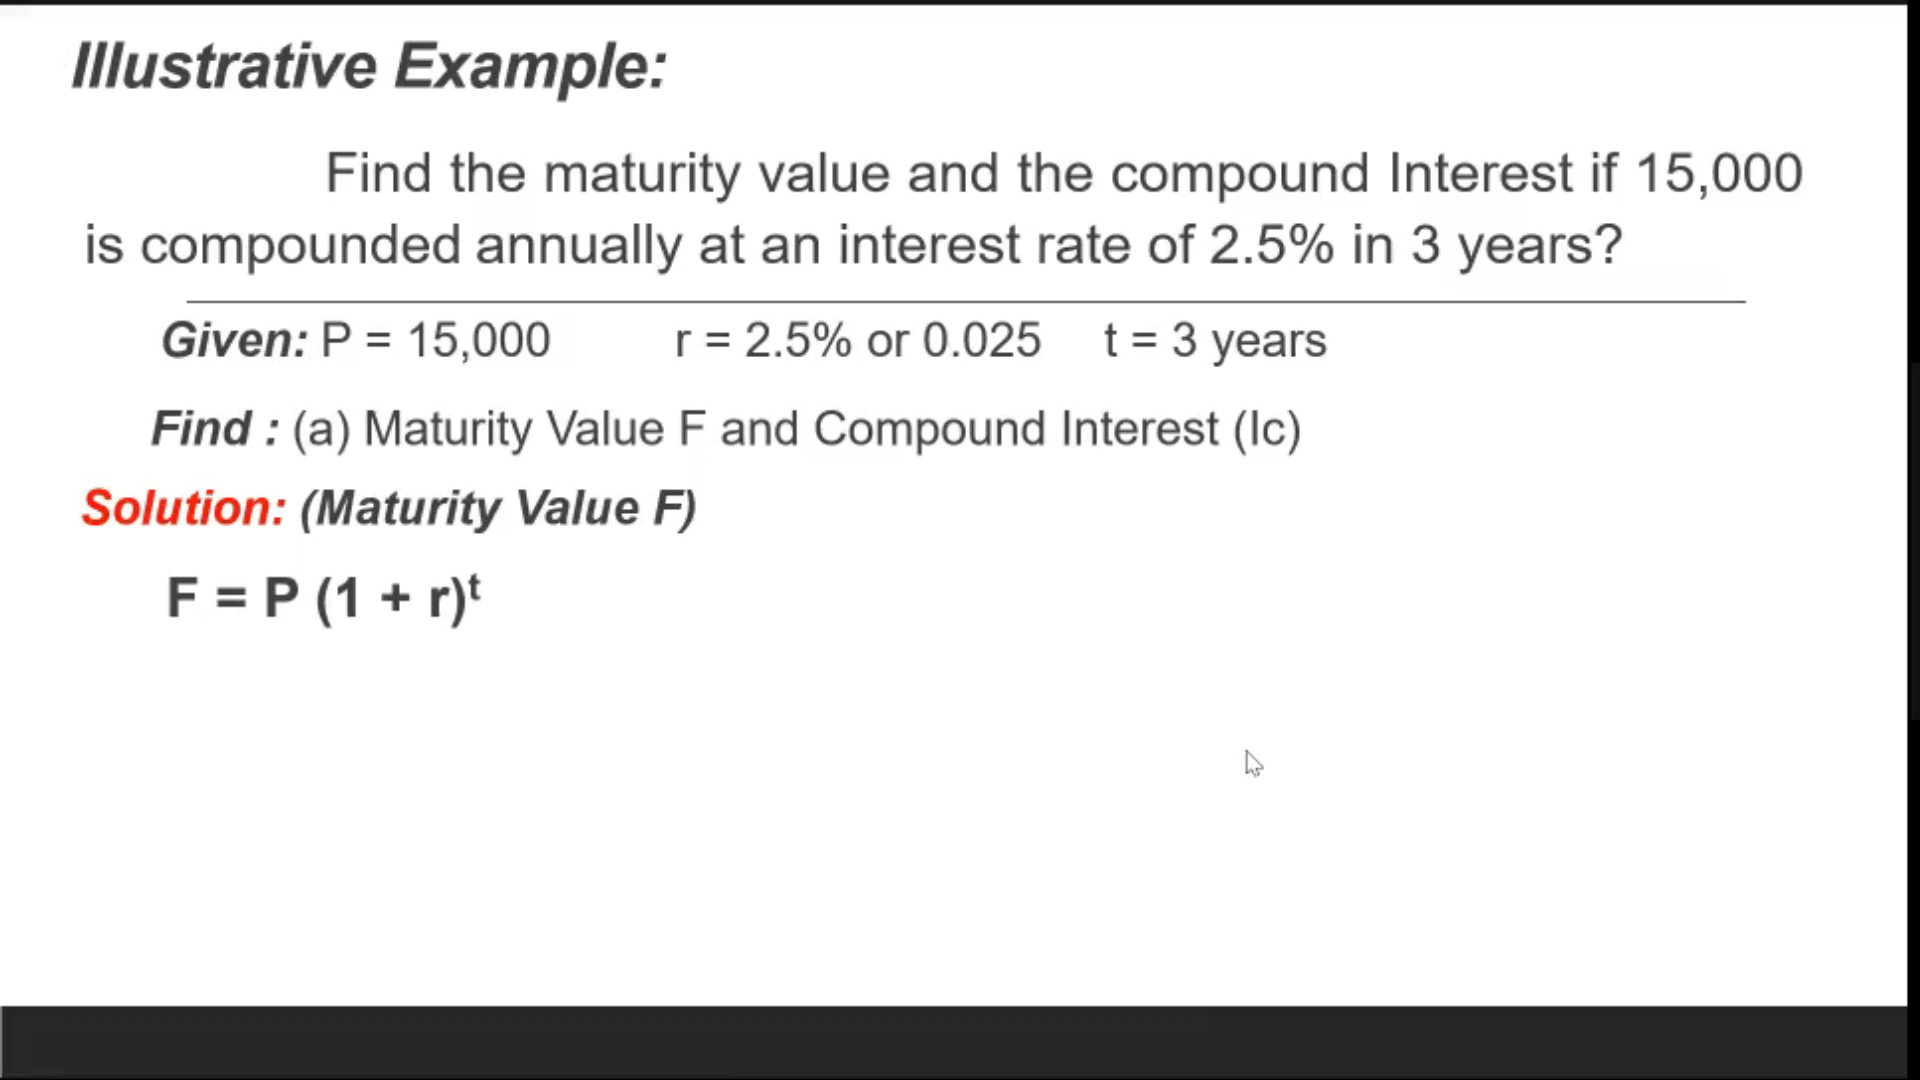 Illustrative Example:
Find the maturity value and the compound Interest if 15,000
is compounded annually at an interest rate of 2.5% in 3 years?
Given: P = 15,000 r = 2.5% or 0.025 t = 3 years
Find : (a) Maturity Value F and Compound Interest (Ic)
Solution: (Maturity Value F)
F = P (1 + r)ᵗ